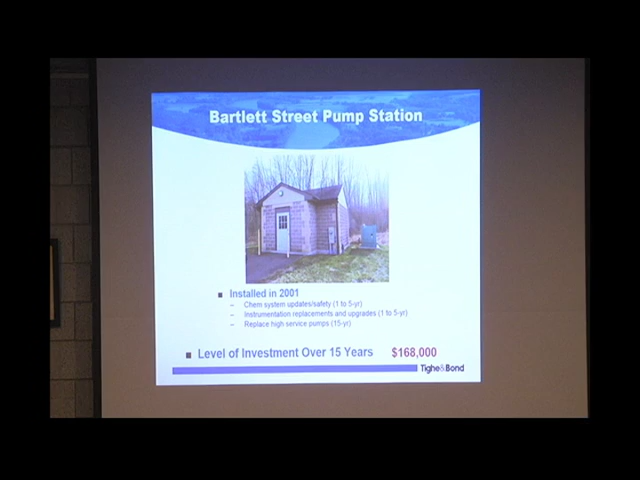 Bartlett Street Pump Station
■ Installed in 2001
– Chem system updates/safety (1 to 5-yr)
– Instrumentation replacements and upgrades (1 to 5-yr)
– Replace high service pumps (15-yr)
■ Level of Investment Over 15 Years $168,000
Tighe&Bond